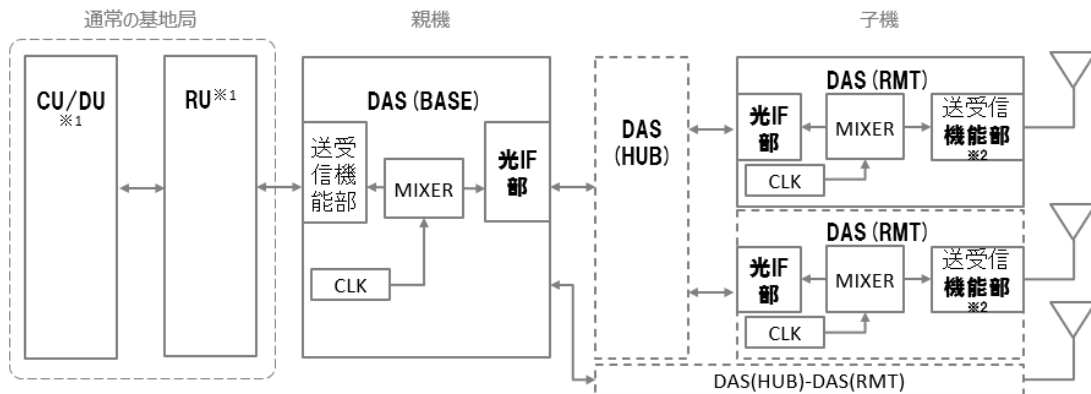 通常の基地局
親機
子機
CU/DU
※1
RU※1
DAS (BASE)
送受
信機
能部
MIXER
光IF
部
CLK
DAS
(HUB)
DAS (RMT)
光IF
部
MIXER
送受信
機能部
※2
CLK
DAS (RMT)
光IF
部
MIXER
送受信
機能部
※2
CLK
DAS(HUB)-DAS(RMT)